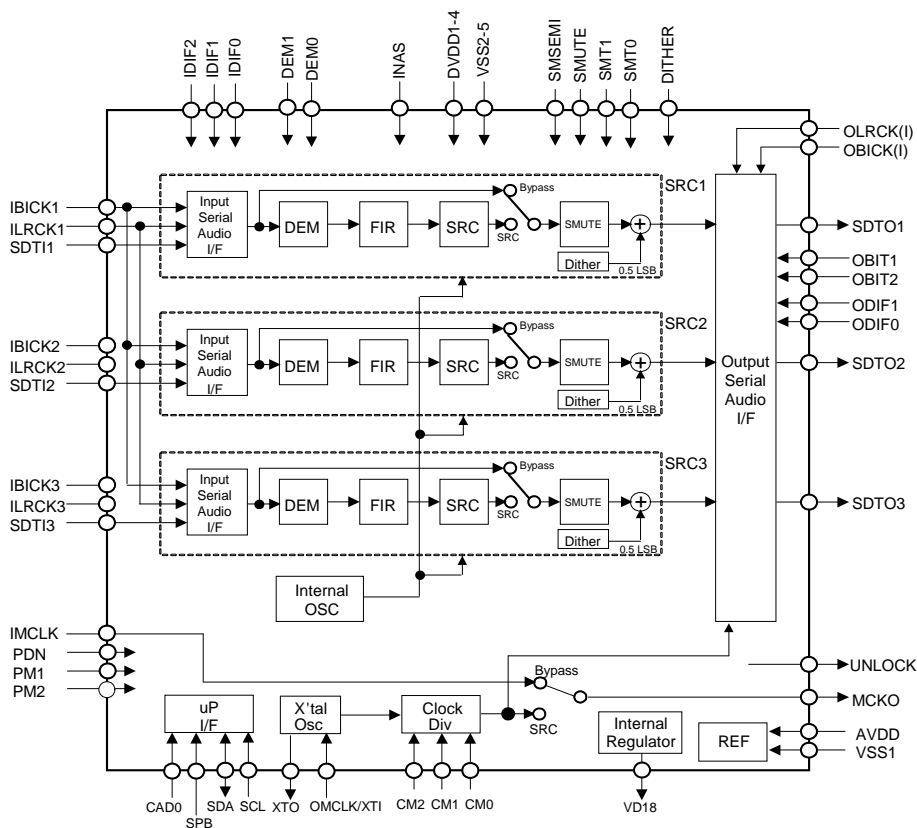 IDIF2
IDIF1
IDIF0
DEM1
DEM0
INAS
DVDD1-4
VSS2-5
SMSEMI
SMUTE
SMT1
SMT0
DITHER
OLRCK(I)
OBICK(I)
IBICK1
ILRCK1
SDTI1
Input
Serial
Audio
I/F
DEM
FIR
SRC
Bypass
SRC
SMUTE
Dither
0.5 LSB
SRC1
SDTO1
OBIT1
OBIT2
ODIF1
ODIF0
IBICK2
ILRCK2
SDTI2
Input
Serial
Audio
I/F
DEM
FIR
SRC
Bypass
SRC
SMUTE
Dither
0.5 LSB
SRC2
Output
Serial
Audio
I/F
SDTO2
IBICK3
ILRCK3
SDTI3
Input
Serial
Audio
I/F
DEM
FIR
SRC
Bypass
SRC
SMUTE
Dither
0.5 LSB
SRC3
SDTO3
Internal
OSC
IMCLK
PDN
PM1
PM2
Bypass
SRC
UNLOCK
MCKO
uP
I/F
X'tal
Osc
Clock
Div
Internal
Regulator
REF
AVDD
VSS1
CAD0
SPB
SDA
SCL
XTO
OMCLK/XTI
CM2
CM1
CM0
VD18